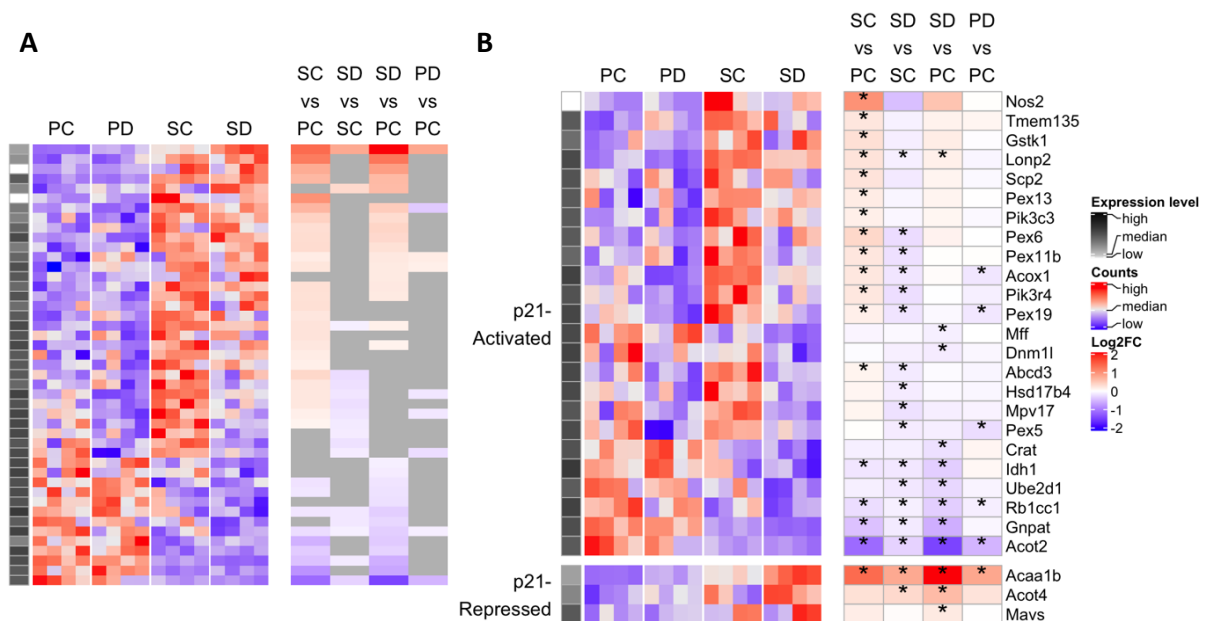 A
SC SD SD PD
vs vs vs vs
PC PD SC SD
PC SC PC PC
B
SC SD SD PD
vs vs vs vs
PC PD SC SD
PC SC PC PC
p21-
Activated
p21-
Repressed
* Nos2
* Tmem135
* Gstk1
* * * Lonp2
* Scp2
* Pex13
* Pik3c3
* * Pex6
* * Pex11b
* * * Acox1
* * Pik3r4
* * * Pex19
* Mff
* Dnm1l
* * Abcd3
* Hsd17b4
* Mpv17
* * Pex5
* Crat
* * * Idh1
* * Ube2d1
* * * * Rb1cc1
* * * Gnpat
* * * * Acot2
* * * * Acaa1b
* * Acot4
* Mavs
Expression level
high
median
low
Counts
high
median
low
Log2FC
2
1
0
-1
-2